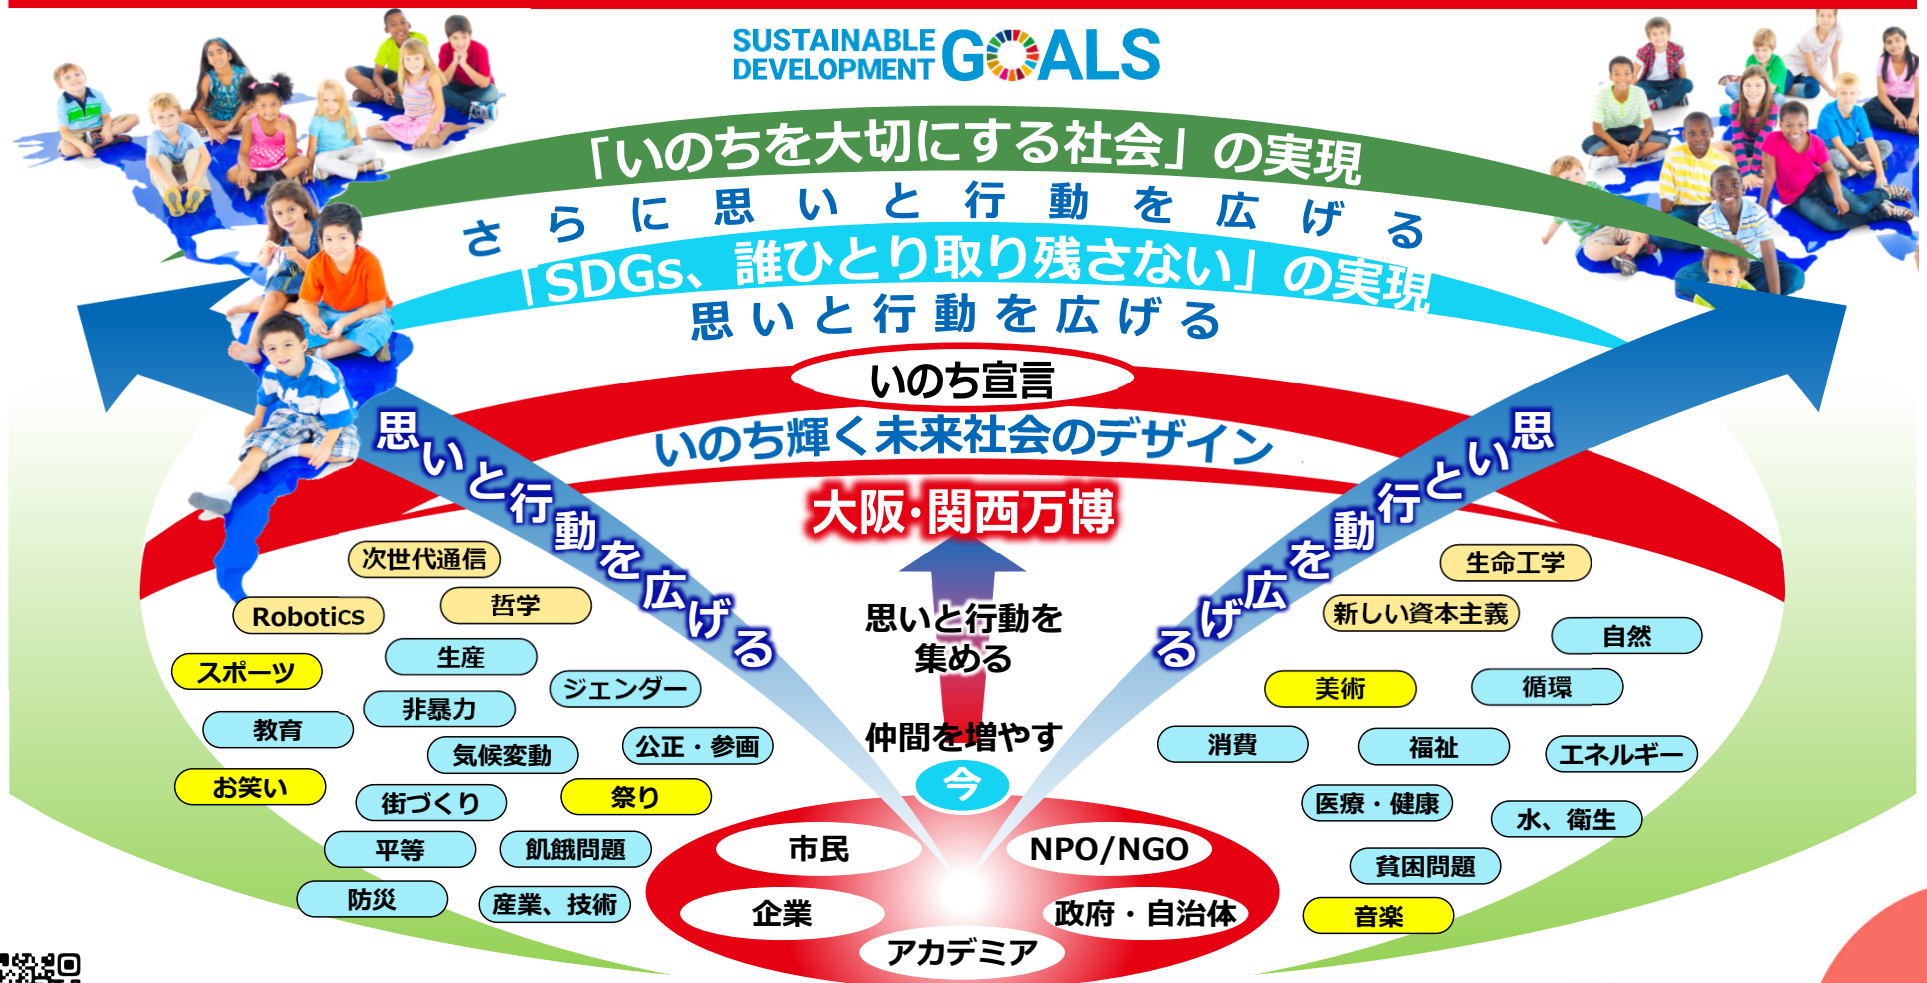 SUSTAINABLE
DEVELOPMENT
GOALS
「いのちを大切にする社会」の実現
さらに思いと行動を広げる
「SDGs、誰ひとり取り残さない」の実現
思いと行動を広げる
いのち宣言
いのち輝く未来社会のデザイン
大阪・関西万博
思いと行動を広げる
思いと行動を広げる
思いと行動を
集める
仲間を増やす
今
次世代通信
Robotics
哲学
スポーツ
生産
ジェンダー
教育
非暴力
気候変動
公正・参画
お笑い
街づくり
祭り
平等
飢餓問題
防災
産業、技術
生命工学
新しい資本主義
自然
美術
循環
消費
福祉
エネルギー
医療・健康
水、衛生
貧困問題
音楽
市民
NPO/NGO
企業
政府・自治体
アカデミア